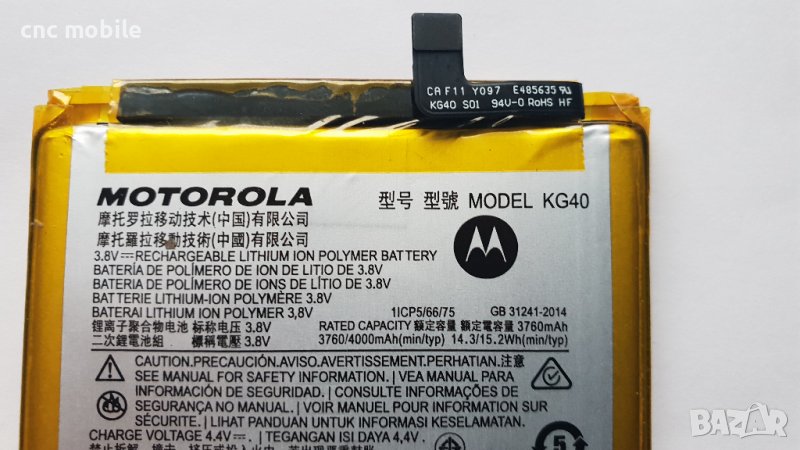 cnc mobile
CA F11 Y097 E485635
KG40 S01 94V-0 RoHS HF
MOTOROLA
型号 型號 MODEL KG40
摩托罗拉移动技术(中国)有限公司
摩托羅拉移動技術(中國)有限公司
3.8V⎓RECHARGEABLE LITHIUM ION POLYMER BATTERY
BATERÍA DE POLÍMERO DE ION DE LITIO DE 3.8V
BATERIA DE POLÍMERO DE IONS DE LÍTIO DE 3.8V
BATTERIE LITHIUM-ION POLYMÈRE 3,8V
BATERAI LITHIUM ION POLYMER 3,8V
1ICP5/66/75 GB 31241-2014
锂离子聚合物电池 标称电压 3.8V
二次鋰電池組 標稱電壓 3.8V
RATED CAPACITY 额定容量 額定電容量 3760mAh
3760/4000mAh(min/typ) 14.3/15.2Wh(min/typ)
CAUTION.PRECAUCIÓN.AVISO.AVERTISSEMENT.PERHATIAN.注意
SEE MANUAL FOR SAFETY INFORMATION. | VEA MANUAL PARA
INFORMACIÓN DE SEGURIDAD. | CONSULTE INFORMAÇÕES DE
SEGURANÇA NO MANUAL. | VOIR MANUEL POUR INFORMATION
SÉCURITÉ. | LIHAT PANDUAN UNTUK INFORMASI KESELAMATAN.
CHARGE VOLTAGE 4.4V⎓ | TEGANGAN ISI DAYA 4,4V⎓
5
BAZAR